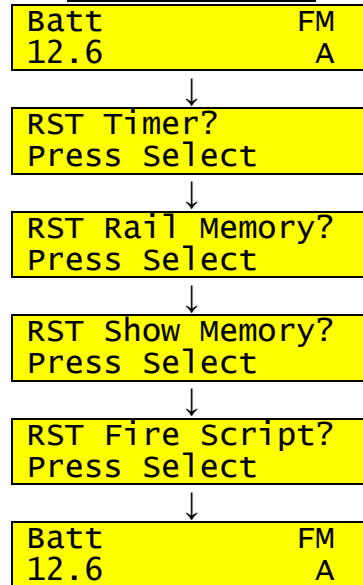 Batt FM
12.6 A
↓
RST Timer?
Press Select
↓
RST Rail Memory?
Press Select
↓
RST Show Memory?
Press Select
↓
RST Fire Script?
Press Select
↓
Batt FM
12.6 A